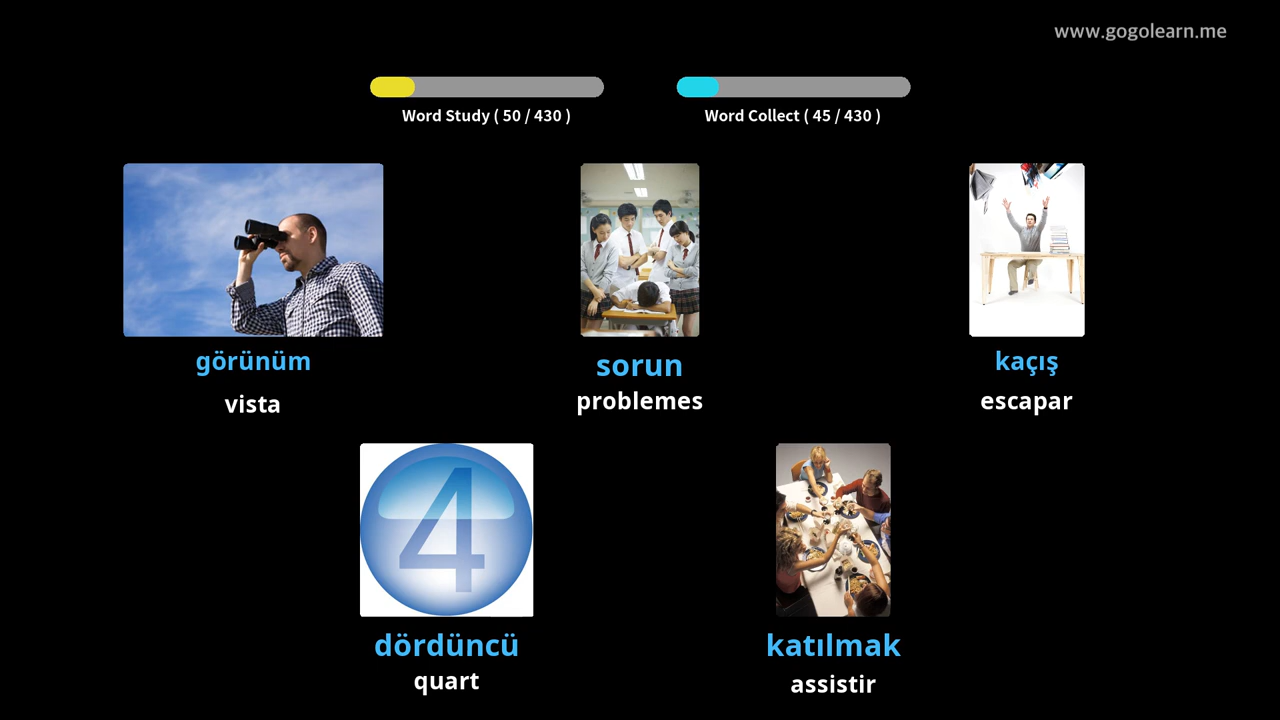 www.gogolearn.me
Word Study ( 50 / 430 )
Word Collect ( 45 / 430 )
görünüm
vista
sorun
problemes
kaçış
escapar
4
dördüncü
quart
katılmak
assistir